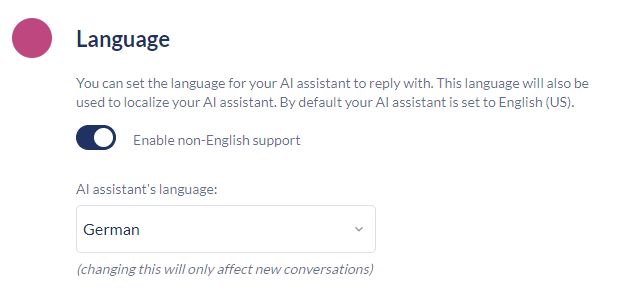 Language
You can set the language for your AI assistant to reply with. This language will also be
used to localize your AI assistant. By default your AI assistant is set to English (US).
Enable non-English support
AI assistant's language:
German
(changing this will only affect new conversations)